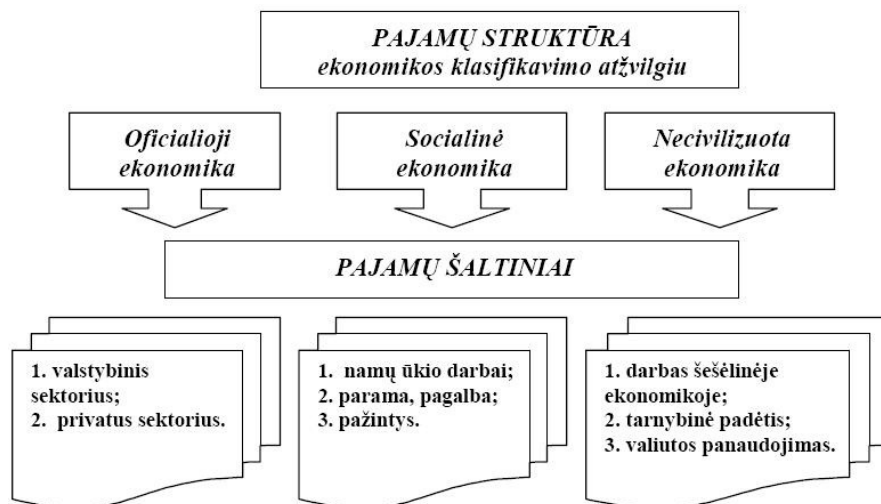 PAJAMŲ STRUKTŪRA
ekonomikos klasifikavimo atžvilgiu
Oficialioji
ekonomika
Socialinė
ekonomika
Necivilizuota
ekonomika
PAJAMŲ ŠALTINIAI
1. valstybinis
sektorius;
2. privatus sektorius.
1. namų ūkio darbai;
2. parama, pagalba;
3. pažintys.
1. darbas šešėlinėje
ekonomikoje;
2. tarnybinė padėtis;
3. valiutos panaudojimas.